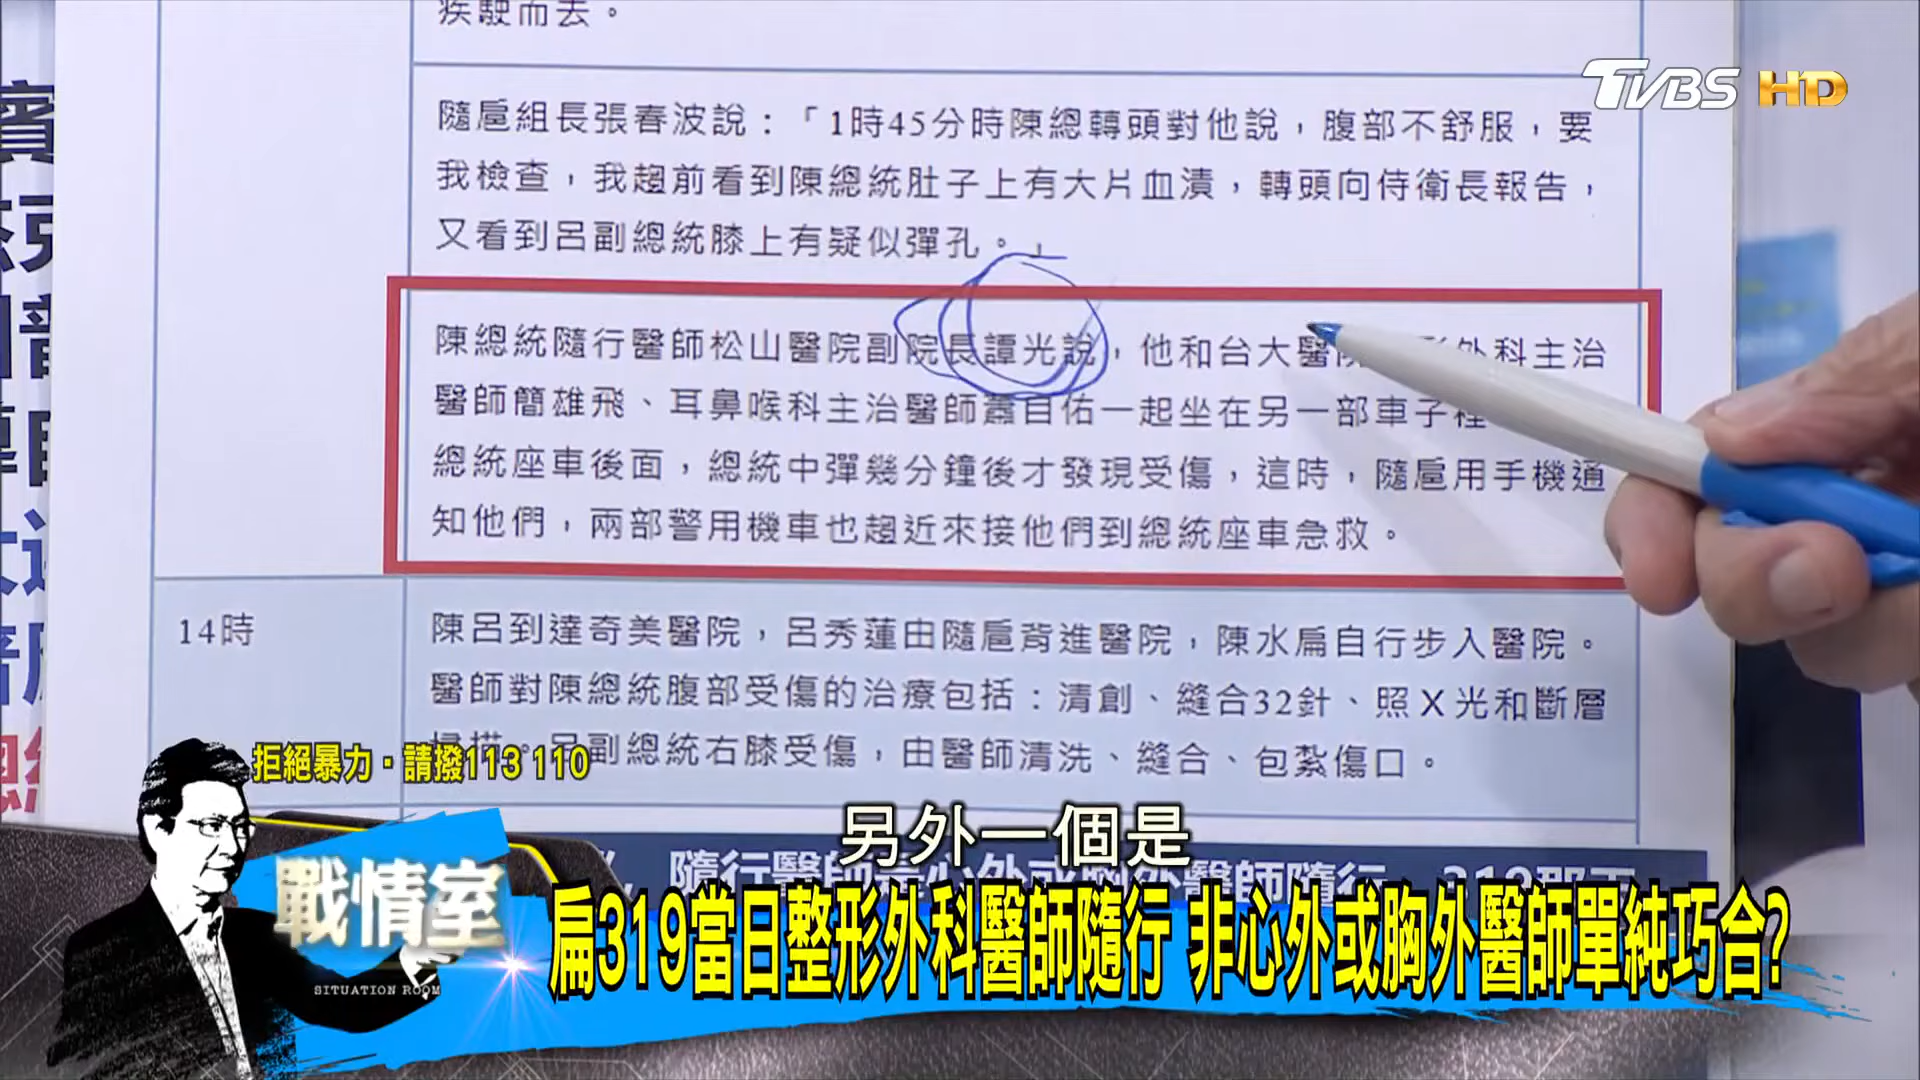 疾駛而去。
TVBS HD
隨扈組長張春波說：「1時45分時陳總轉頭對他說，腹部不舒服，要
我檢查，我趨前看到陳總統肚子上有大片血漬，轉頭向侍衛長報告，
又看到呂副總統膝上有疑似彈孔。」
陳總統隨行醫師松山醫院副院長譚光說，他和台大醫院 外科主治
醫師簡雄飛、耳鼻喉科主治醫師蕭自佑一起坐在另一部車子裡
總統座車後面，總統中彈幾分鐘後才發現受傷，這時，隨扈用手機通
知他們，兩部警用機車也趨近來接他們到總統座車急救。
14時
陳呂到達奇美醫院，呂秀蓮由隨扈背進醫院，陳水扁自行步入醫院。
醫師對陳總統腹部受傷的治療包括：清創、縫合32針、照X光和斷層
掃描。呂副總統右膝受傷，由醫師清洗、縫合、包紮傷口。
拒絕暴力·請撥113 110
另外一個是
戰情室
SITUATION ROOM
扁319當日整形外科醫師隨行 非心外或胸外醫師單純巧合?